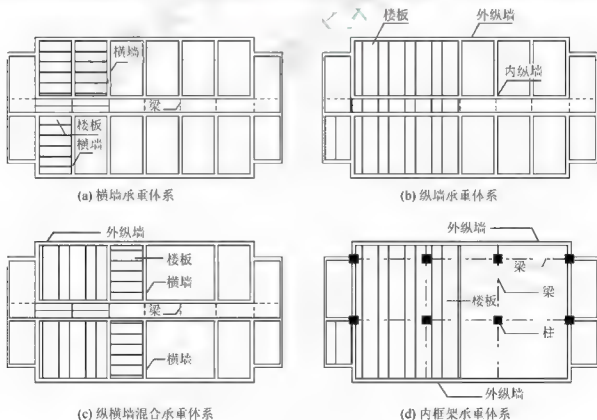 横墙
梁
楼板
横墙
(a) 横墙承重体系
楼板
外纵墙
内纵墙
(b) 纵墙承重体系
外纵墙
楼板
横墙
梁
横墙
(c) 纵横墙混合承重体系
外纵墙
梁
梁
楼板
柱
外纵墙
(d) 内框架承重体系